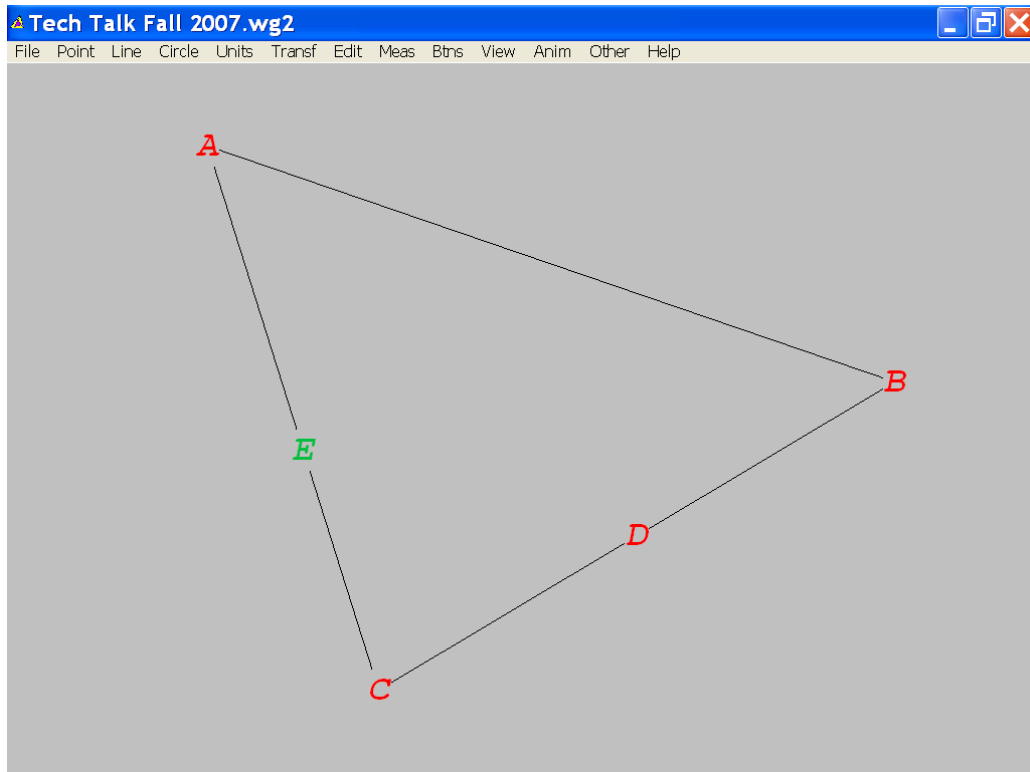 Tech Talk Fall 2007.wg2
File Point Line Circle Units Transf Edit Meas Btns View Anim Other Help
A
B
E
D
C